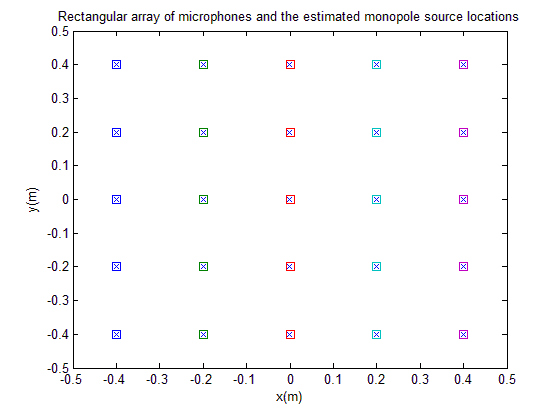 Rectangular array of microphones and the estimated monopole source locations
0.5
0.4
0.3
0.2
0.1
0
-0.1
-0.2
-0.3
-0.4
-0.5
y(m)
-0.5 -0.4 -0.3 -0.2 -0.1 0 0.1 0.2 0.3 0.4 0.5
x(m)